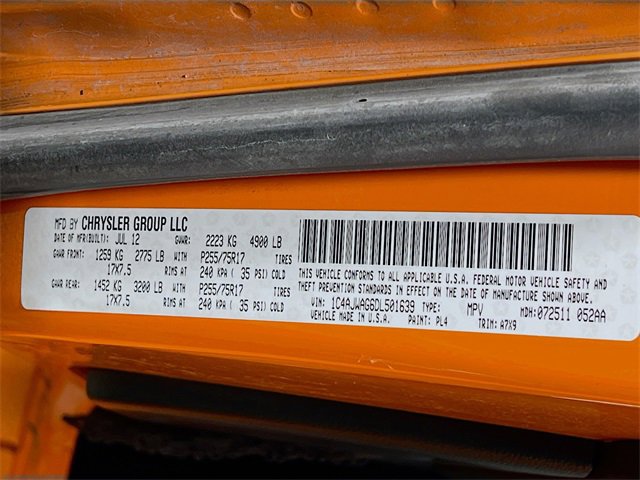 MFD BY CHRYSLER GROUP LLC
DATE OF MFR(BUILT): JUL 12 GVWR: 2223 KG 4900 LB
GAWR FRONT: 1259 KG 2775 LB WITH P255/75R17 TIRES
17X7.5 RIMS AT 240 KPA ( 35 PSI) COLD
GAWR REAR: 1452 KG 3200 LB WITH P255/75R17 TIRES
17X7.5 RIMS AT 240 KPA ( 35 PSI) COLD
THIS VEHICLE CONFORMS TO ALL APPLICABLE U.S.A. FEDERAL MOTOR VEHICLE SAFETY AND
THEFT PREVENTION STANDARDS IN EFFECT ON THE DATE OF MANUFACTURE SHOWN ABOVE.
VIN: 1C4AJWAG6DL501639 TYPE: MPV MDH: 072511 052AA
VEHICLE MADE IN U.S.A. PAINT: PL4 TRIM: A7X9